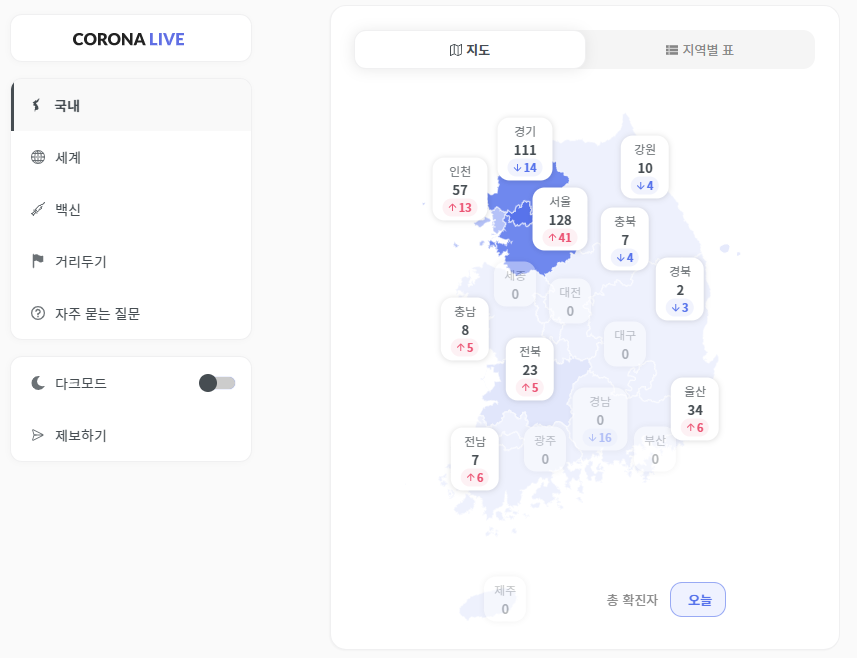 CORONA LIVE
국내
세계
백신
거리두기
자주 묻는 질문
다크모드
제보하기
지도
지역별 표
경기
111
↓14
강원
10
↓4
인천
57
↑13
서울
128
↑41
충북
7
↓4
경북
2
↓3
세종
0
대전
0
충남
8
↑5
대구
0
전북
23
↑5
울산
34
↑6
경남
0
↓16
전남
7
↑6
광주
0
부산
0
제주
0
총 확진자
오늘